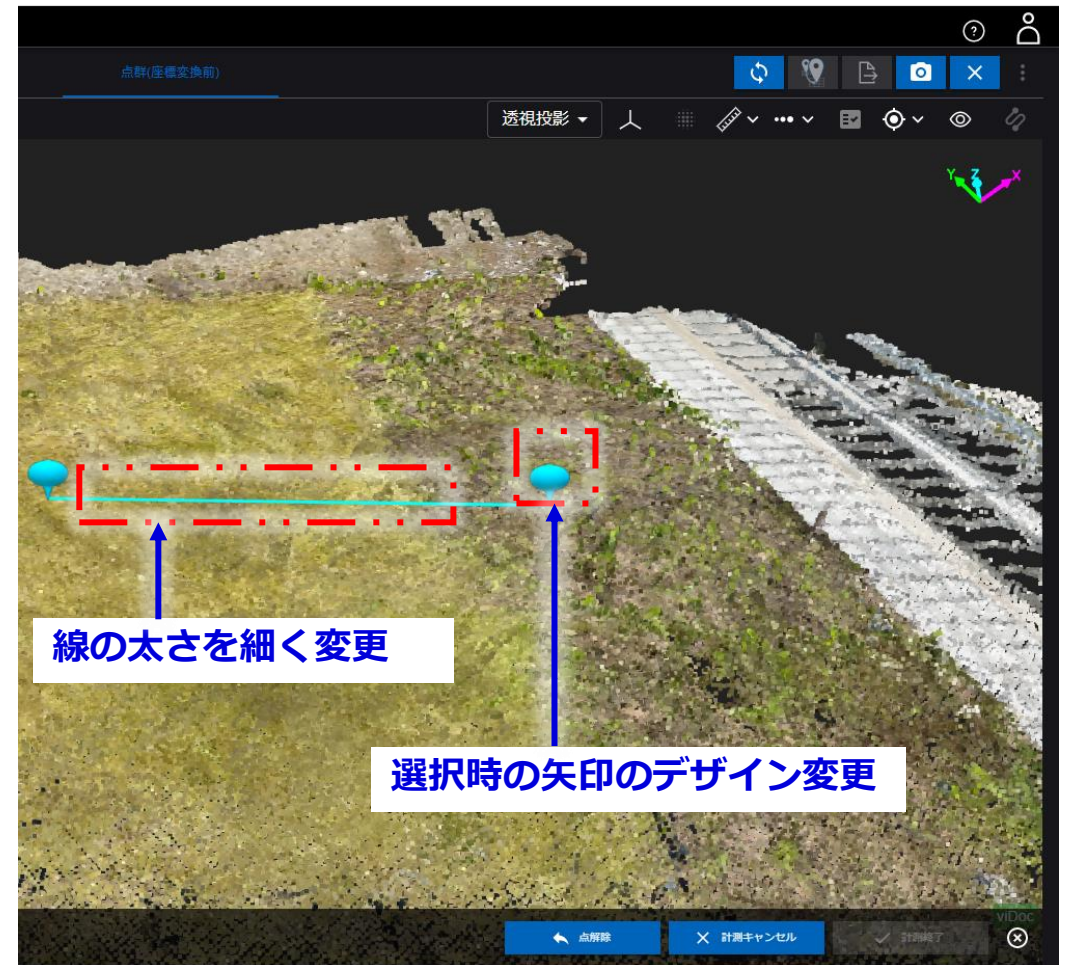 点群(座標変換前)
透視投影
Y Z X
線の太さを細く変更
選択時の矢印のデザイン変更
viDoc
点解除
計測キャンセル
計測終了